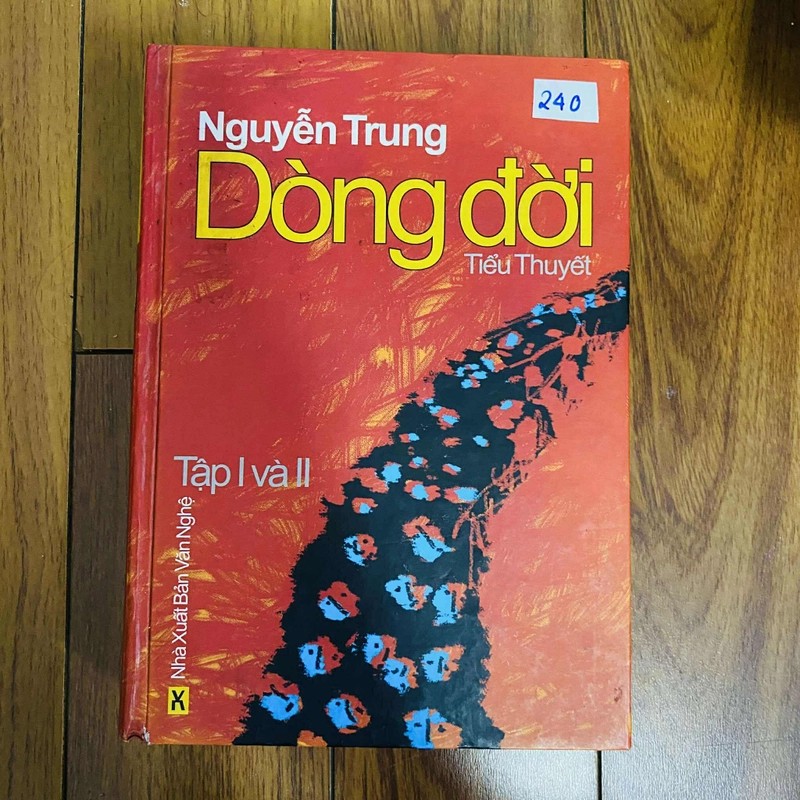 240
Nguyễn Trung
Dòng đời
Tiểu Thuyết
Tập I và II
Nhà Xuất Bản Văn Nghệ